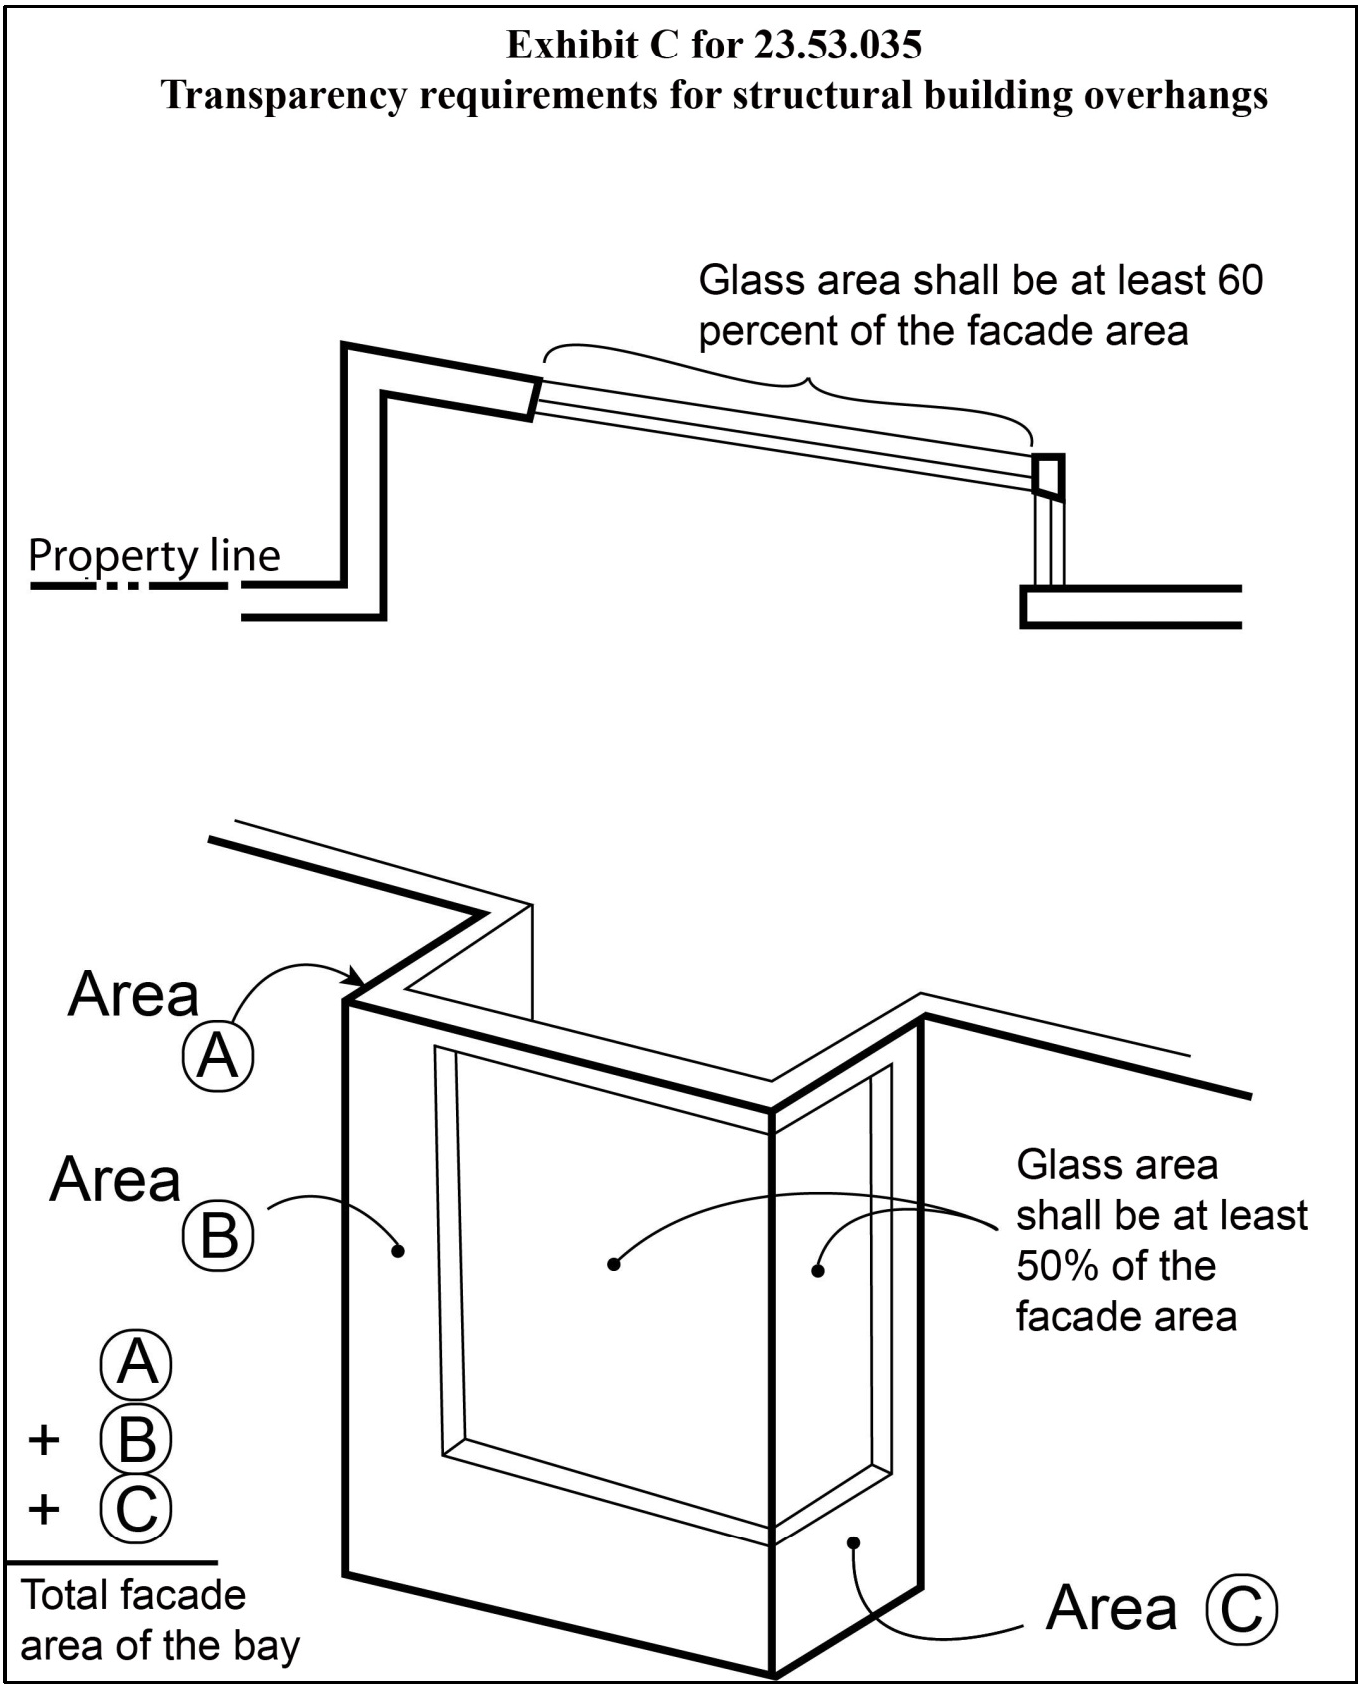 Exhibit C for 23.53.035
Transparency requirements for structural building overhangs
Glass area shall be at least 60
percent of the facade area
Property line
Area
A
Area
B
Glass area
shall be at least
50% of the
facade area
A
+ B
+ C
Total facade
area of the bay
Area C